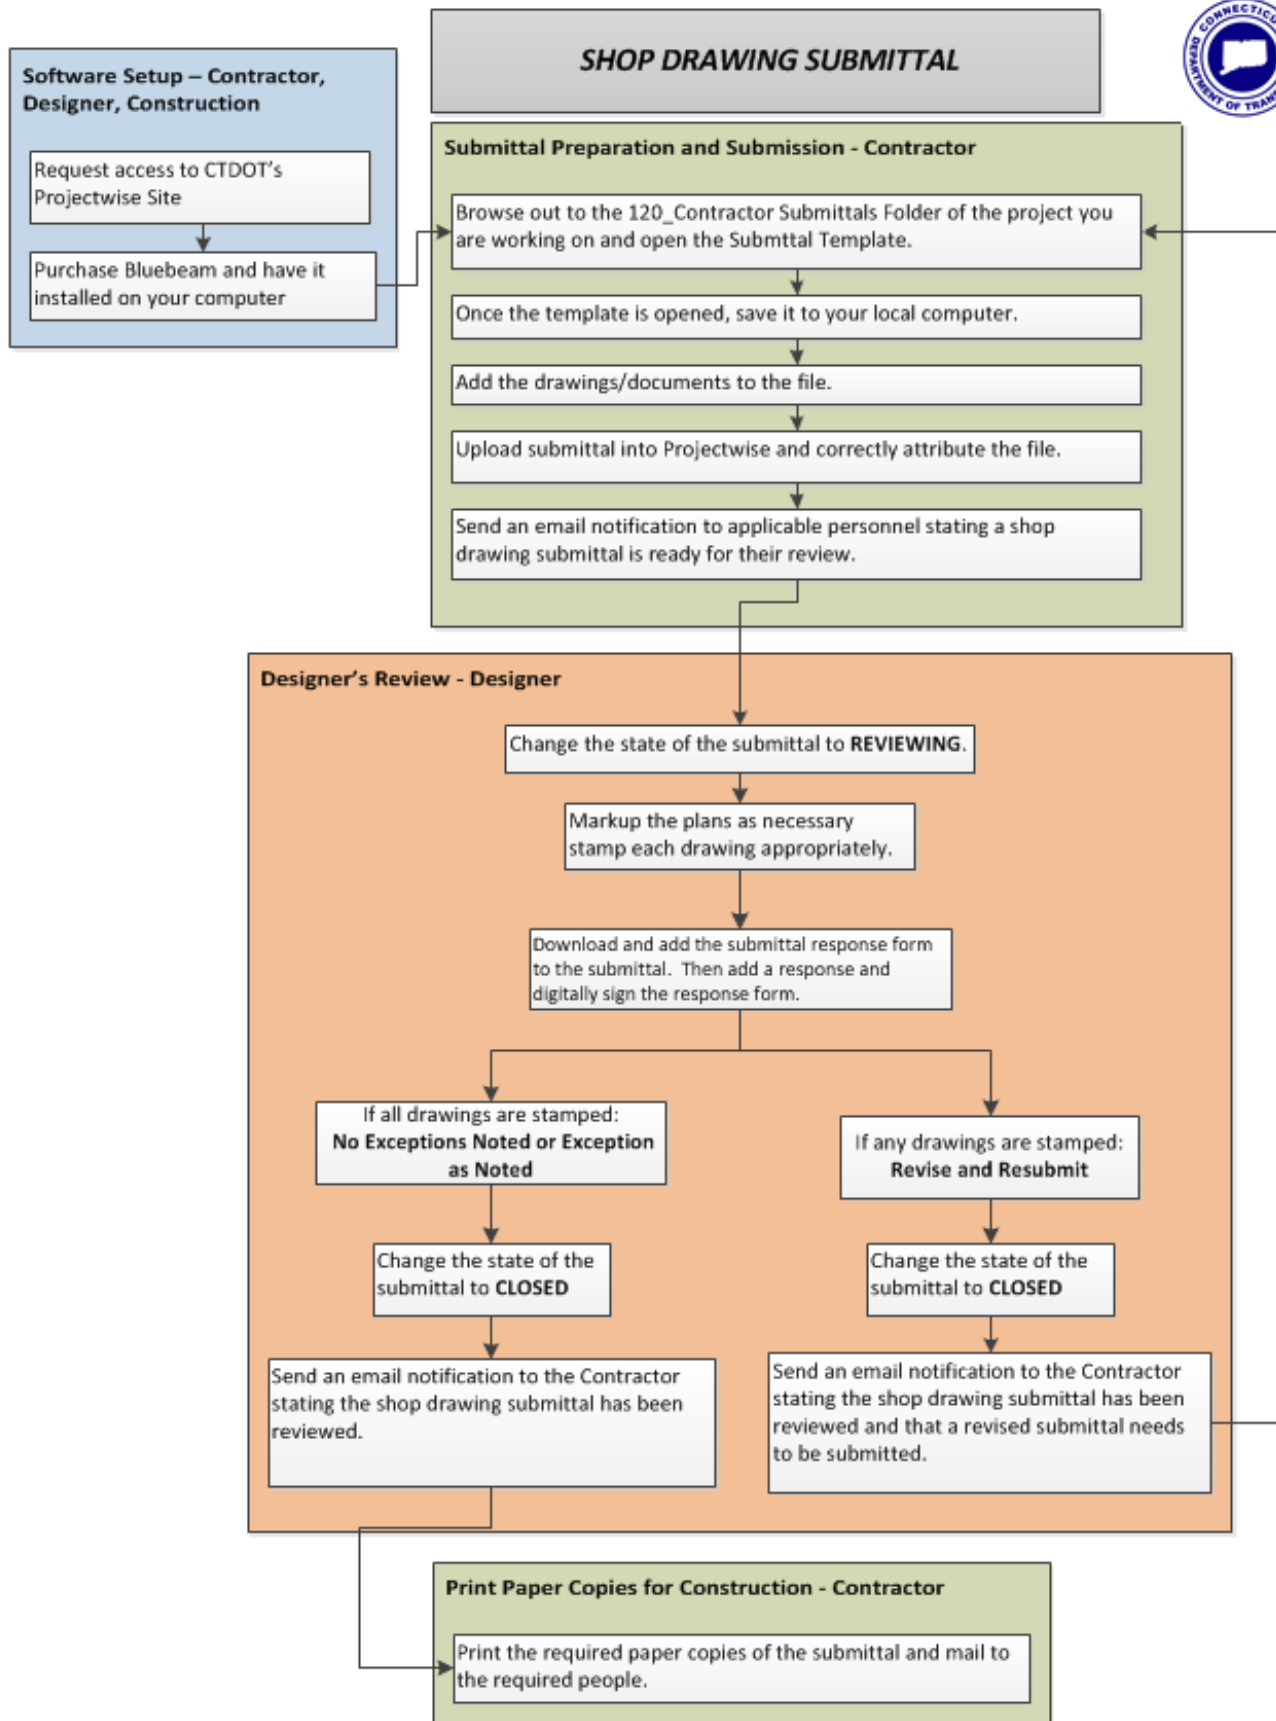 SHOP DRAWING SUBMITTAL
CONNECTICU
DEPARTMENT OF TRANS
Software Setup – Contractor,
Designer, Construction
Request access to CTDOT's
Projectwise Site
Purchase Bluebeam and have it
installed on your computer
Submittal Preparation and Submission - Contractor
Browse out to the 120_Contractor Submittals Folder of the project you
are working on and open the Submttal Template.
Once the template is opened, save it to your local computer.
Add the drawings/documents to the file.
Upload submittal into Projectwise and correctly attribute the file.
Send an email notification to applicable personnel stating a shop
drawing submittal is ready for their review.
Designer's Review - Designer
Change the state of the submittal to REVIEWING.
Markup the plans as necessary
stamp each drawing appropriately.
Download and add the submittal response form
to the submittal.  Then add a response and
digitally sign the response form.
If all drawings are stamped:
No Exceptions Noted or Exception
as Noted
Change the state of the
submittal to CLOSED
Send an email notification to the Contractor
stating the shop drawing submittal has been
reviewed.
If any drawings are stamped:
Revise and Resubmit
Change the state of the
submittal to CLOSED
Send an email notification to the Contractor
stating the shop drawing submittal has been
reviewed and that a revised submittal needs
to be submitted.
Print Paper Copies for Construction - Contractor
Print the required paper copies of the submittal and mail to
the required people.